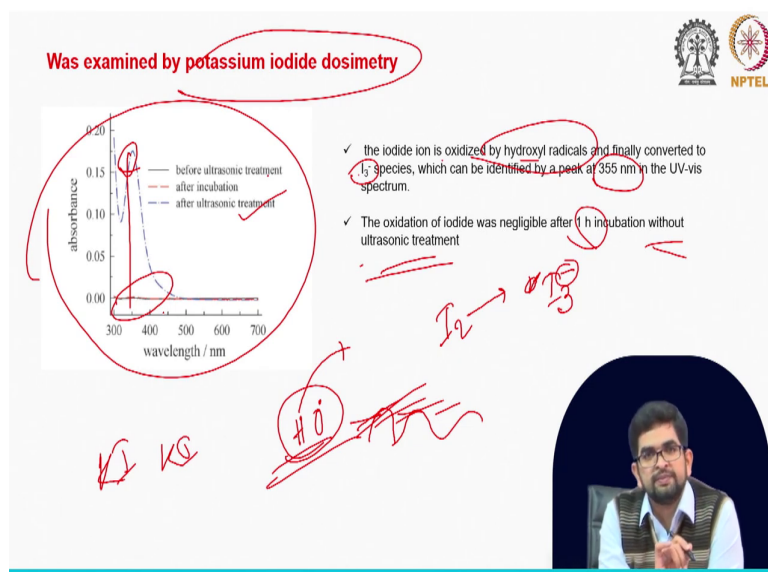 Was examined by potassium iodide dosimetry
NPTEL
0.20
0.15
0.10
0.05
0.00
absorbance
before ultrasonic treatment
after incubation
after ultrasonic treatment
300 400 500 600 700
wavelength / nm
✓ the iodide ion is oxidized by hydroxyl radicals and finally converted to
I3- species, which can be identified by a peak at 355 nm in the UV-vis
spectrum.
✓ The oxidation of iodide was negligible after 1 h incubation without
ultrasonic treatment
I2 → I3⊖
HO
KI